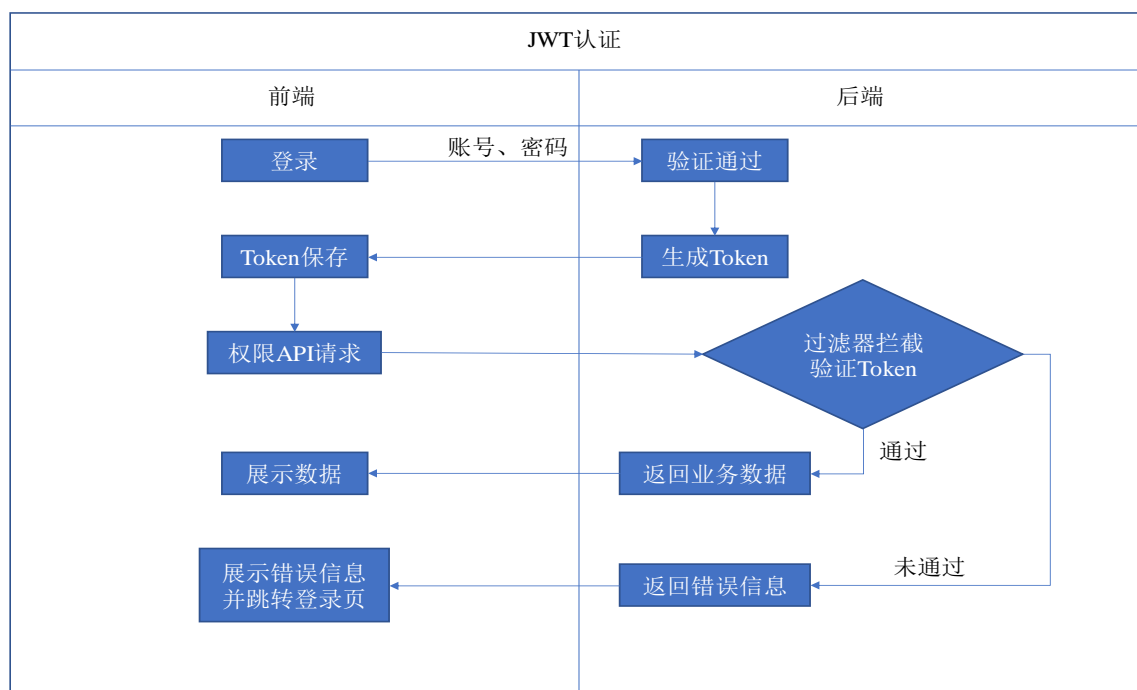 JWT认证
前端
后端
登录
账号、密码
验证通过
Token保存
生成Token
权限API请求
过滤器拦截
验证Token
通过
展示数据
返回业务数据
未通过
展示错误信息
并跳转登录页
返回错误信息